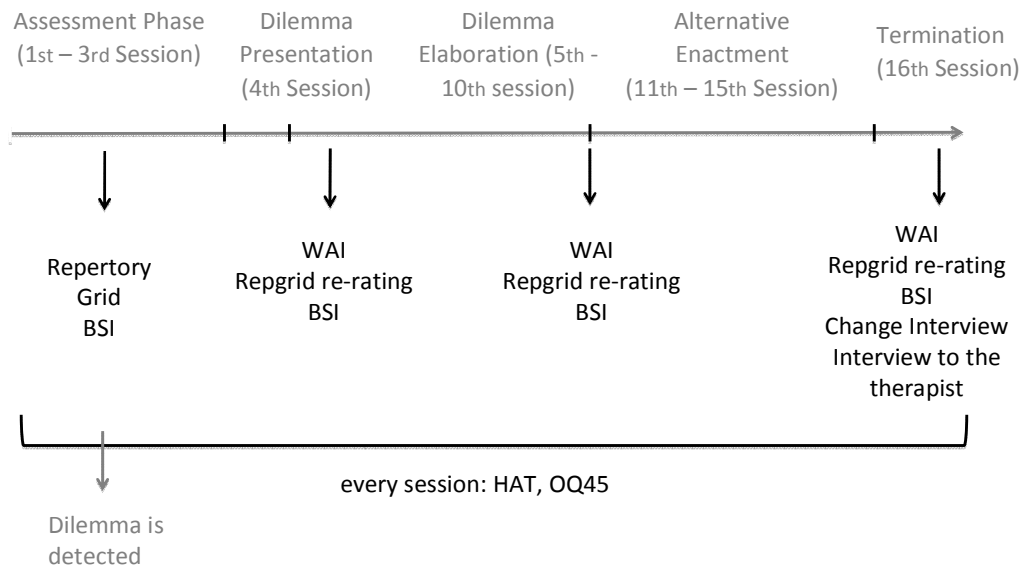 Assessment Phase
(1st – 3rd Session)
Dilemma
Presentation
(4th Session)
Dilemma
Elaboration (5th -
10th session)
Alternative
Enactment
(11th – 15th Session)
Termination
(16th Session)
Repertory
Grid
BSI
WAI
Repgrid re-rating
BSI
WAI
Repgrid re-rating
BSI
WAI
Repgrid re-rating
BSI
Change Interview
Interview to the
therapist
every session: HAT, OQ45
Dilemma is
detected